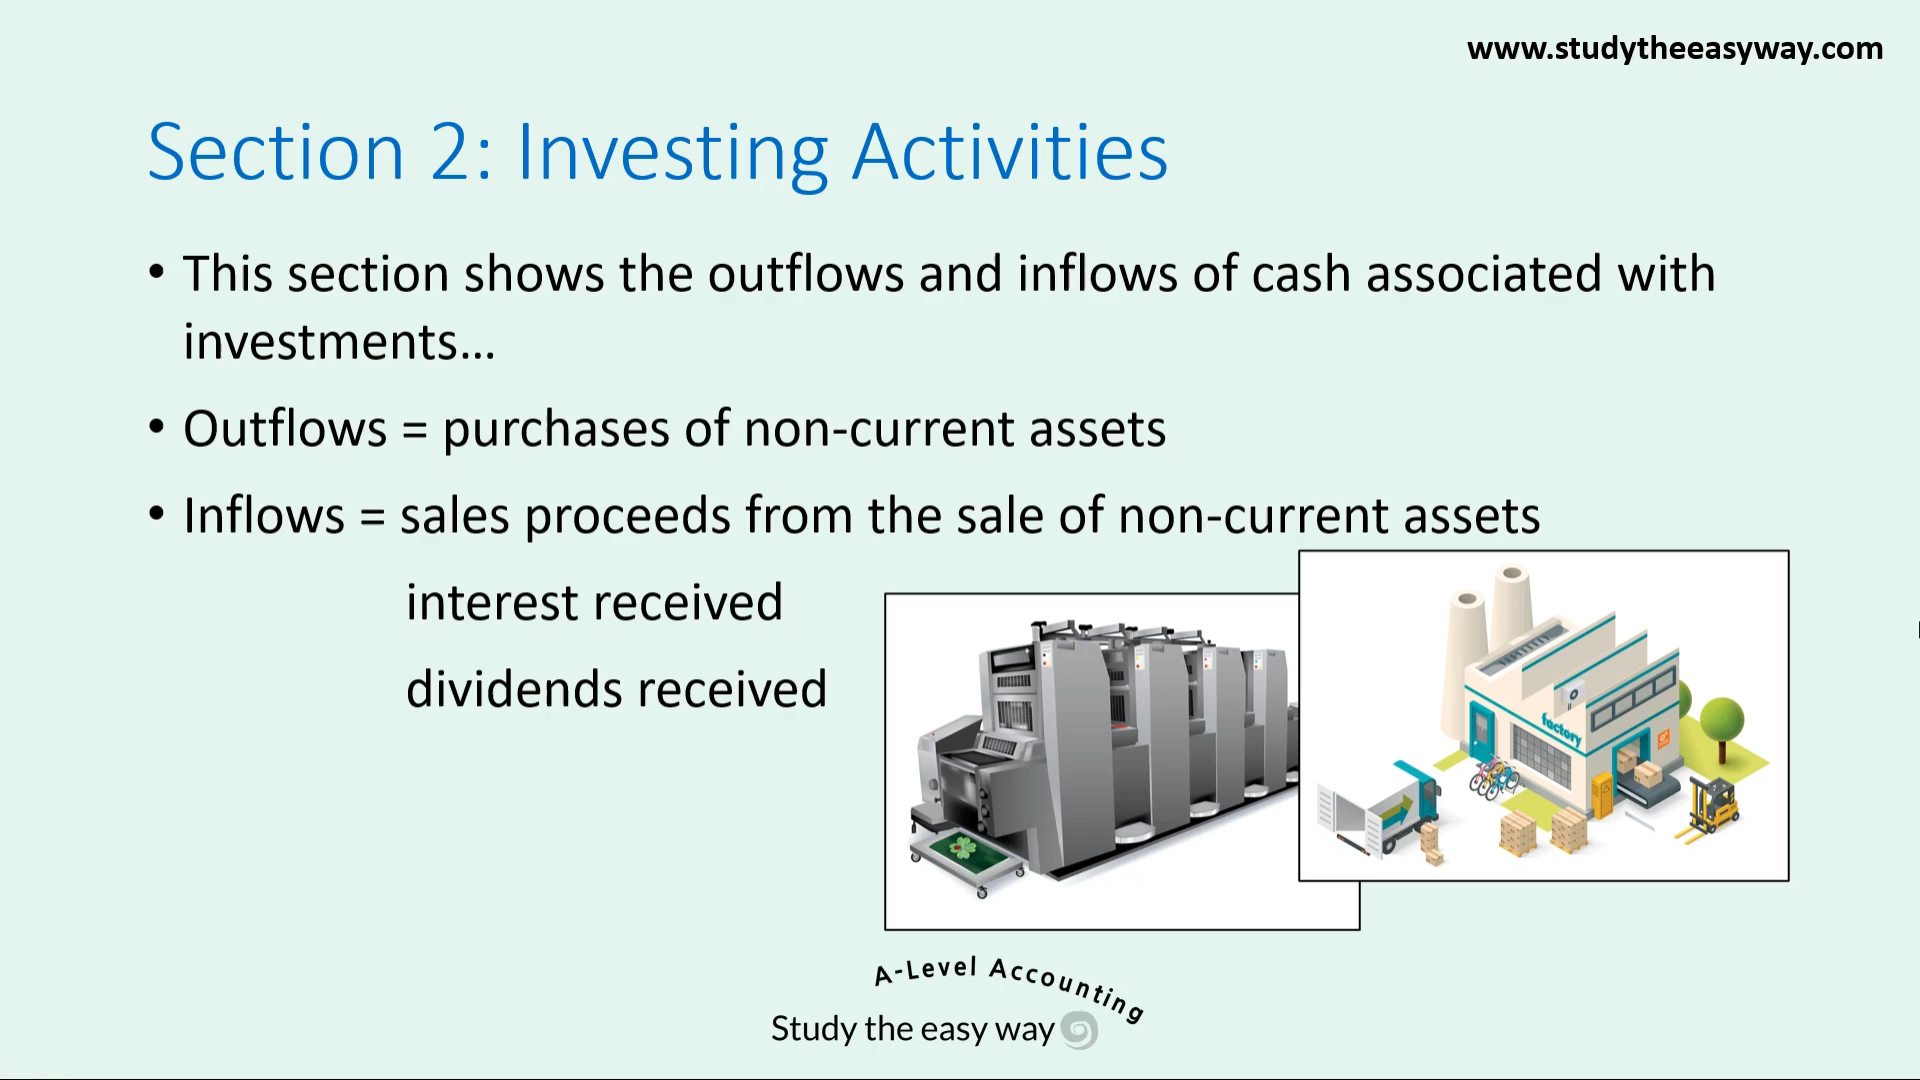 www.studytheeasyway.com
Section 2: Investing Activities
• This section shows the outflows and inflows of cash associated with
investments…
• Outflows = purchases of non-current assets
• Inflows = sales proceeds from the sale of non-current assets
interest received
dividends received
factory
A-Level Accounting
Study the easy way